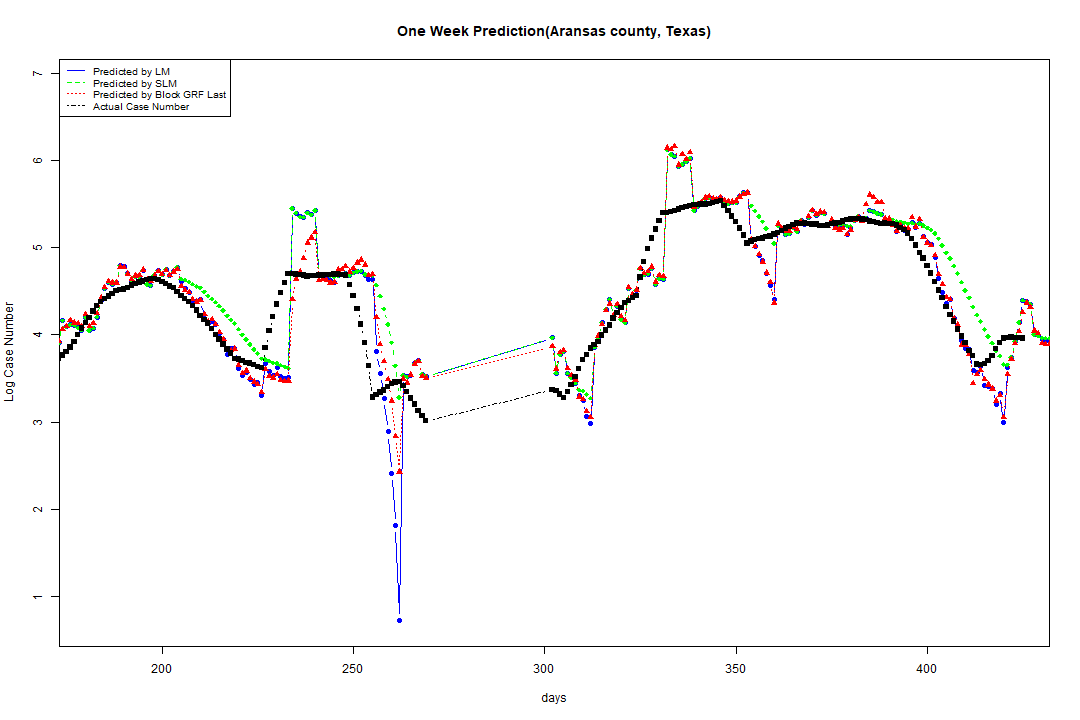 One Week Prediction(Aransas county, Texas)
Predicted by LM
Predicted by SLM
Predicted by Block GRF Last
Actual Case Number
Log Case Number
7
6
5
4
3
2
1
200
250
300
350
400
days